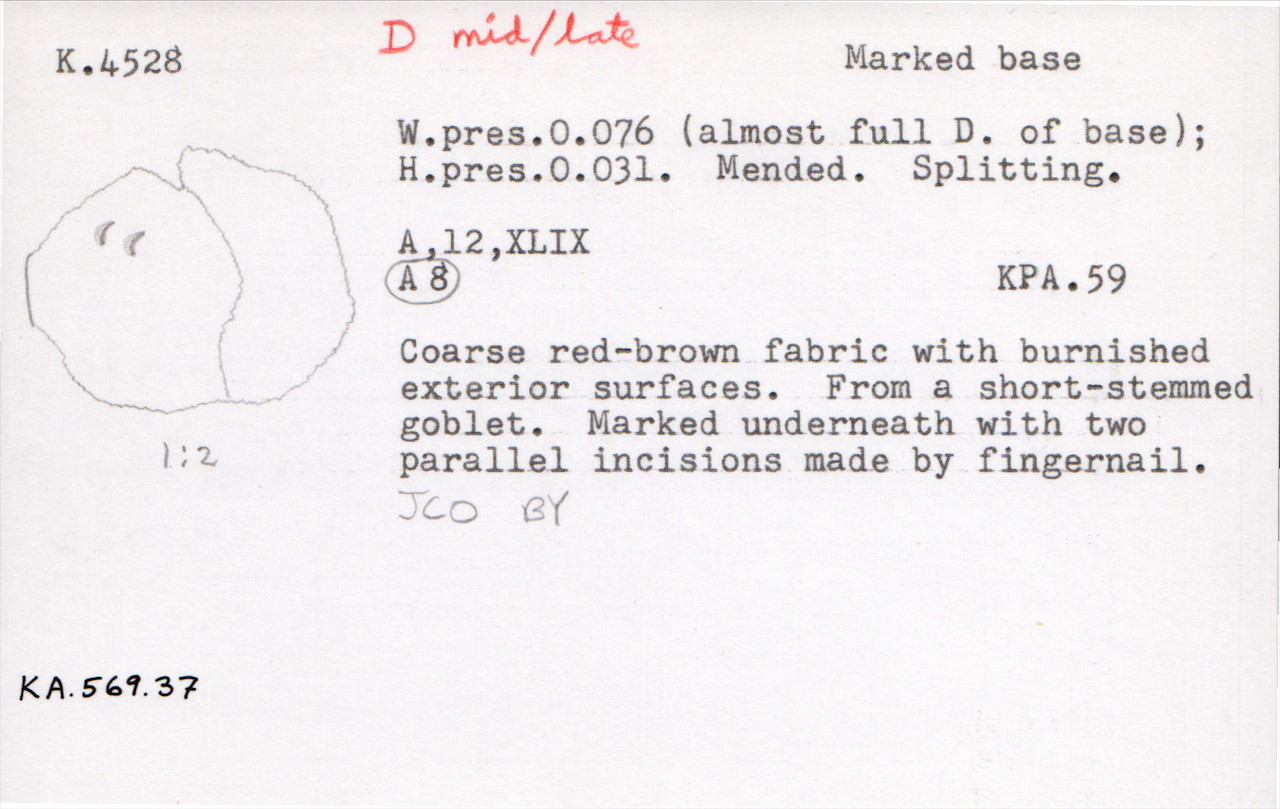 D mid/late
K.4528
Marked base
W.pres.0.076 (almost full D. of base);
H.pres.0.031. Mended. Splitting.
A,12,XLIX
A 8
KPA.59
Coarse red-brown fabric with burnished
exterior surfaces. From a short-stemmed
goblet. Marked underneath with two
parallel incisions made by fingernail.
1:2
JCO BY
KA.569.37